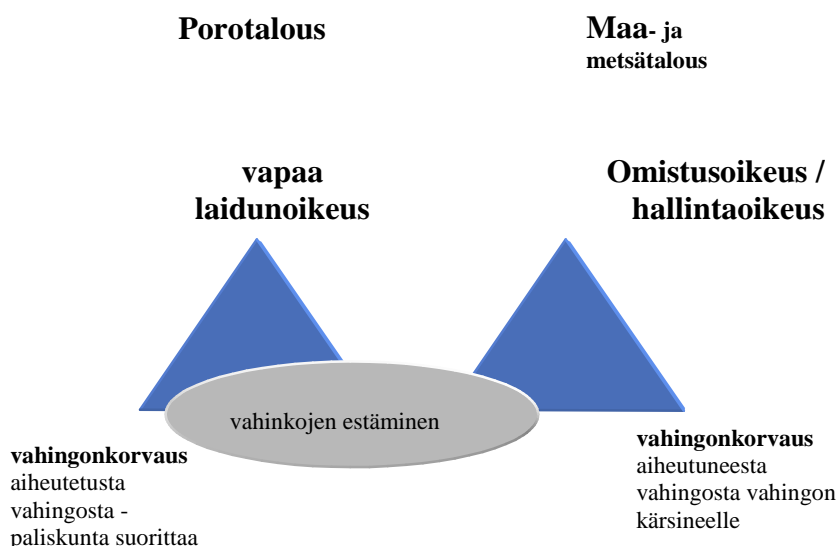 Porotalous
Maa- ja
metsätalous
vapaa
laidunoikeus
Omistusoikeus /
hallintaoikeus
vahinkojen estäminen
vahingonkorvaus
aiheutetusta
vahingosta -
paliskunta suorittaa
vahingonkorvaus
aiheutuneesta
vahingosta vahingon
kärsineelle